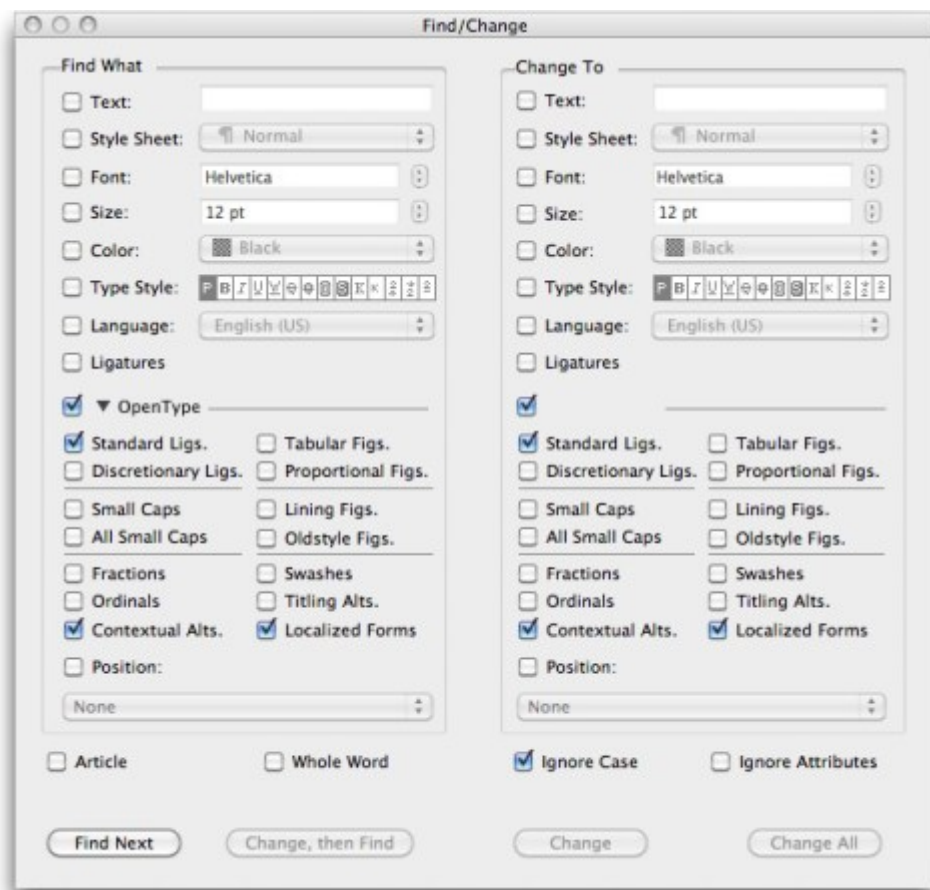 Find/Change
Find What
Text:
Style Sheet: ¶ Normal
Font: Helvetica
Size: 12 pt
Color: Black
Type Style: P B I U W
Language: English (US)
Ligatures
OpenType
Standard Ligs. Tabular Figs.
Discretionary Ligs. Proportional Figs.
Small Caps Lining Figs.
All Small Caps Oldstyle Figs.
Fractions Swashes
Ordinals Titling Alts.
Contextual Alts. Localized Forms
Position:
None
Change To
Text:
Style Sheet: ¶ Normal
Font: Helvetica
Size: 12 pt
Color: Black
Type Style: P B I U W
Language: English (US)
Ligatures
Standard Ligs. Tabular Figs.
Discretionary Ligs. Proportional Figs.
Small Caps Lining Figs.
All Small Caps Oldstyle Figs.
Fractions Swashes
Ordinals Titling Alts.
Contextual Alts. Localized Forms
Position:
None
Article Whole Word Ignore Case Ignore Attributes
Find Next Change, then Find Change Change All